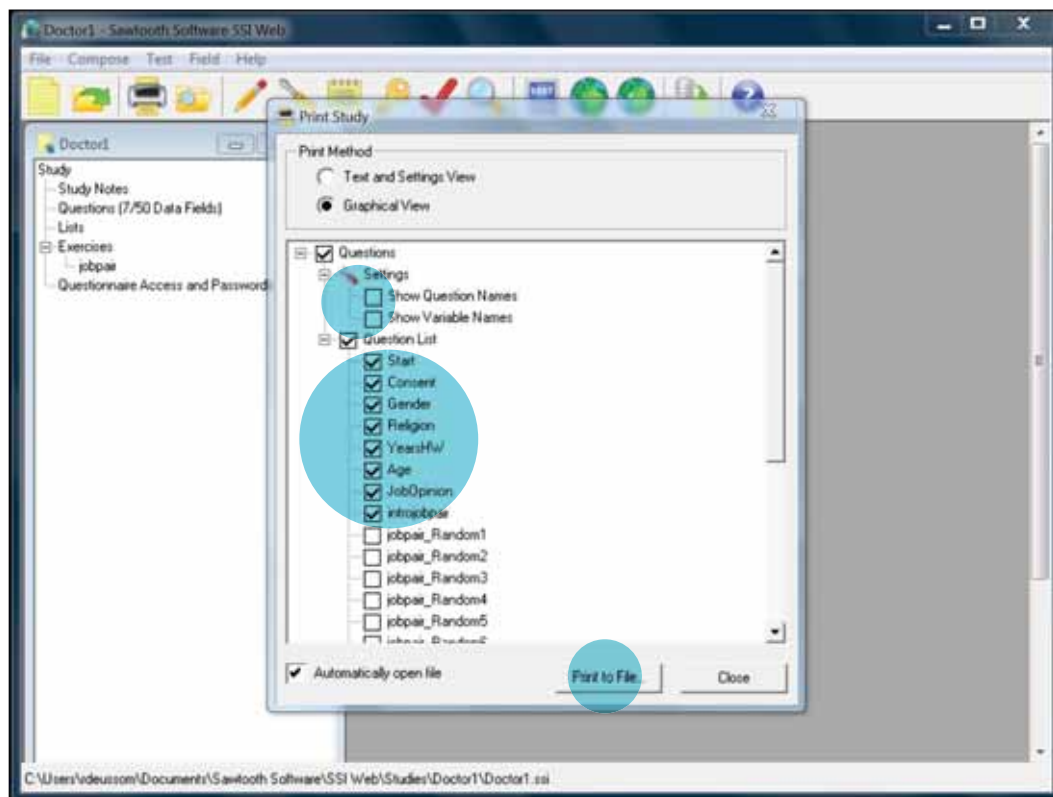 Doctor1 - Sawtooth Software SSI Web
File Compose Test Field Help
Doctor1
Study
Study Notes
Questions (7/50 Data Fields)
Lists
Exercises
jobpair
Questionnaire Access and Password
Print Study
Print Method
Text and Settings View
Graphical View
Questions
Settings
Show Question Names
Show Variable Names
Question List
Start
Consent
Gender
Religion
YearsHW
Age
JobOpinion
introjobpair
jobpair_Random1
jobpair_Random2
jobpair_Random3
jobpair_Random4
jobpair_Random5
Automatically open file
Print to File...
Close
C:\Users\vdeussom\Documents\Sawtooth Software\SSI Web\Studies\Doctor1\Doctor1.ssi